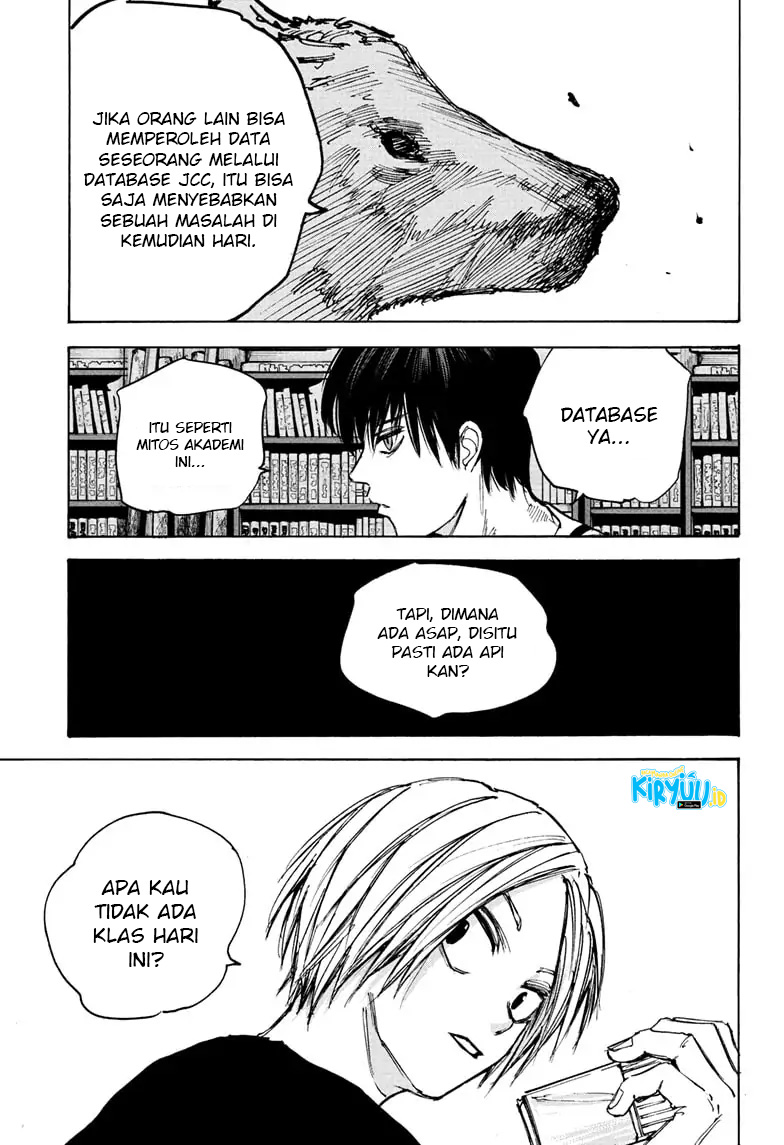 JIKA ORANG LAIN BISA
MEMPEROLEH DATA
SESEORANG MELALUI
DATABASE JCC, ITU BISA
SAJA MENYEBABKAN
SEBUAH MASALAH DI
KEMUDIAN HARI.
DATABASE
YA...
ITU SEPERTI
MITOS AKADEMI
INI...
TAPI, DIMANA
ADA ASAP, DISITU
PASTI ADA API
KAN?
KIRYUU.ID
APA KAU
TIDAK ADA
KLAS HARI
INI?